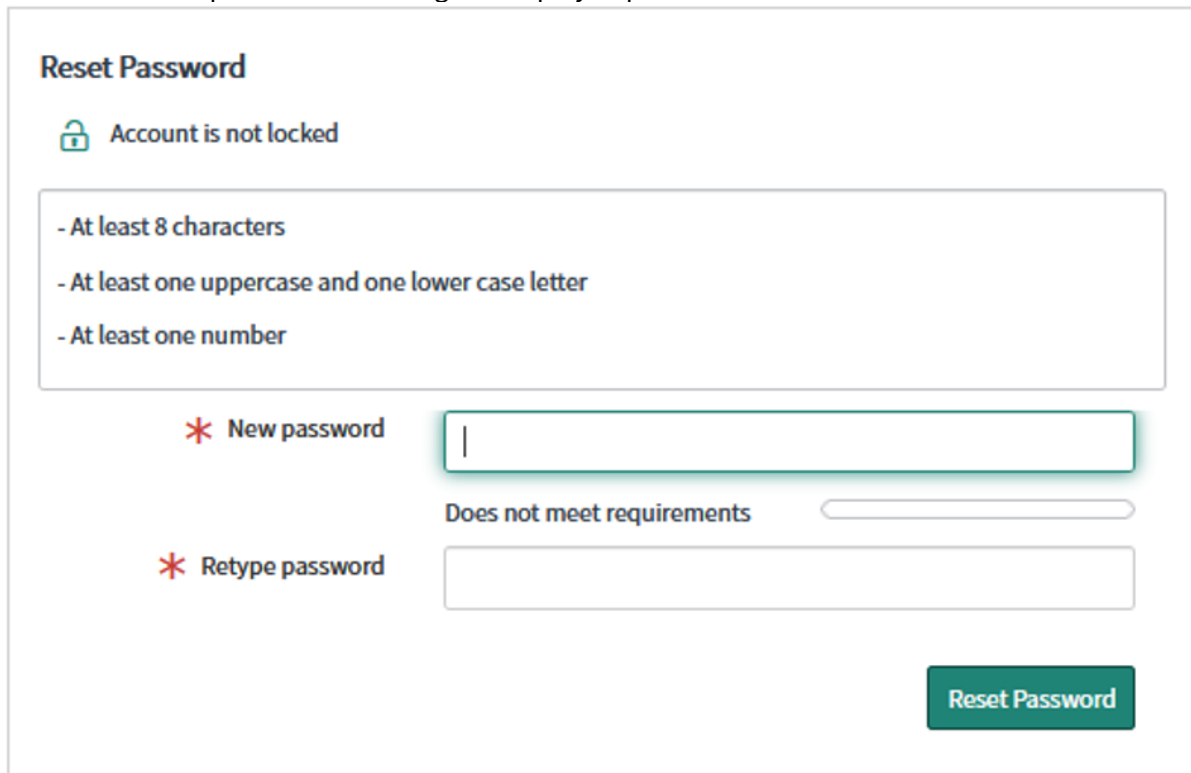 Reset Password
Account is not locked
- At least 8 characters
- At least one uppercase and one lower case letter
- At least one number
* New password
Does not meet requirements
* Retype password
Reset Password